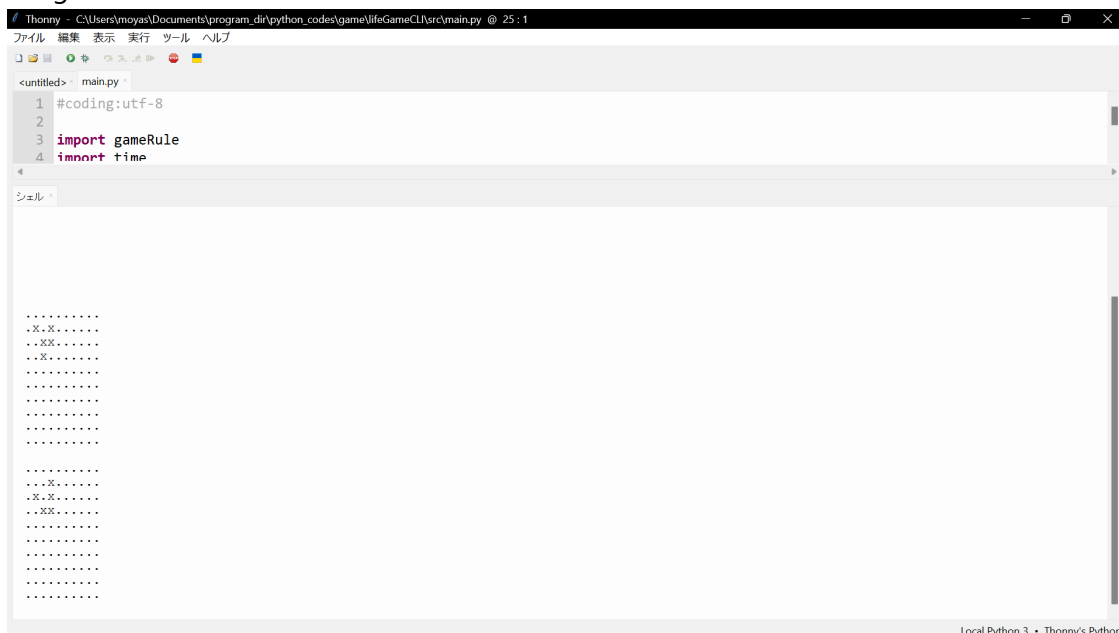 Thonny - C:\Users\moyas\Documents\program_dir\python_codes\game\lifeGameCLI\src\main.py @ 25 : 1
ファイル 編集 表示 実行 ツール ヘルプ
<untitled> × main.py ×
1 #coding:utf-8
2
3 import gameRule
4 import time
シェル ×
..........
.x.x......
..xx......
..x.......
..........
..........
..........
..........
..........
..........
..........
...x......
.x.x......
..xx......
..........
..........
..........
..........
..........
..........
Local Python 3 • Thonny's Python